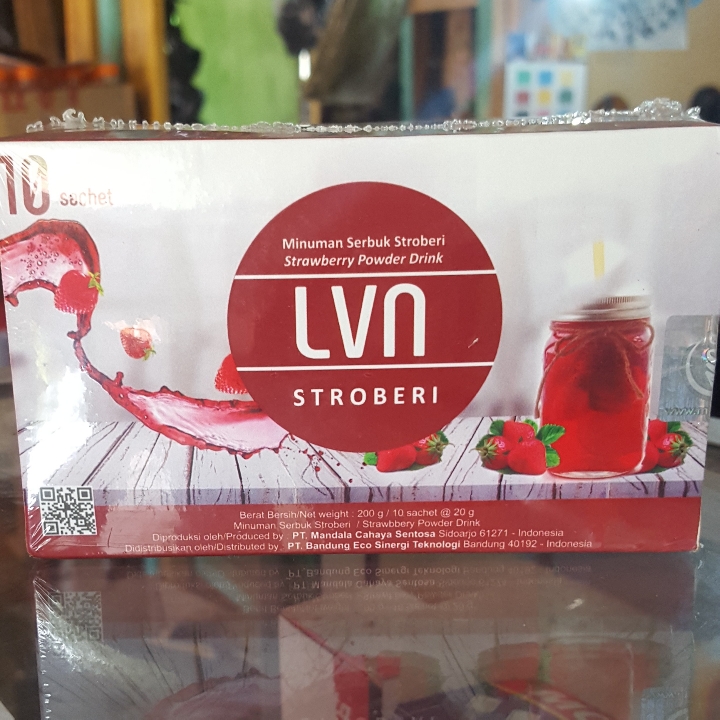 10 sachet
Minuman Serbuk Stroberi
Strawberry Powder Drink
LVN
STROBERI
Berat Bersih/Net weight : 200 g / 10 sachet @ 20 g
Minuman Serbuk Stroberi / Strawbbery Powder Drink
Diproduksi oleh/Produced by PT. Mandala Cahaya Sentosa Sidoarjo 61271 - Indonesia
Didistribusikan oleh/Distributed by PT. Bandung Eco Sinergi Teknologi Bandung 40192 - Indonesia